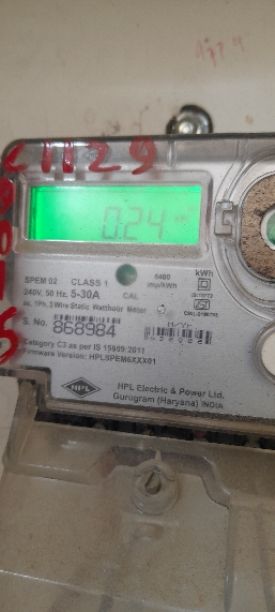 C1129
0.24
SPEM 02 CLASS 1
240V, 50 Hz, 5-30A CAL
6400 imp/kWh
kWh
ac, 1Ph, 2 Wire Static Watthour Meter
S. No. 868984
M/YF
Category C3 as per IS 15959:2011
Firmware Version: HPLSPEM6XXX01
HPL
HPL Electric & Power Ltd.
Gurugram (Haryana) INDIA